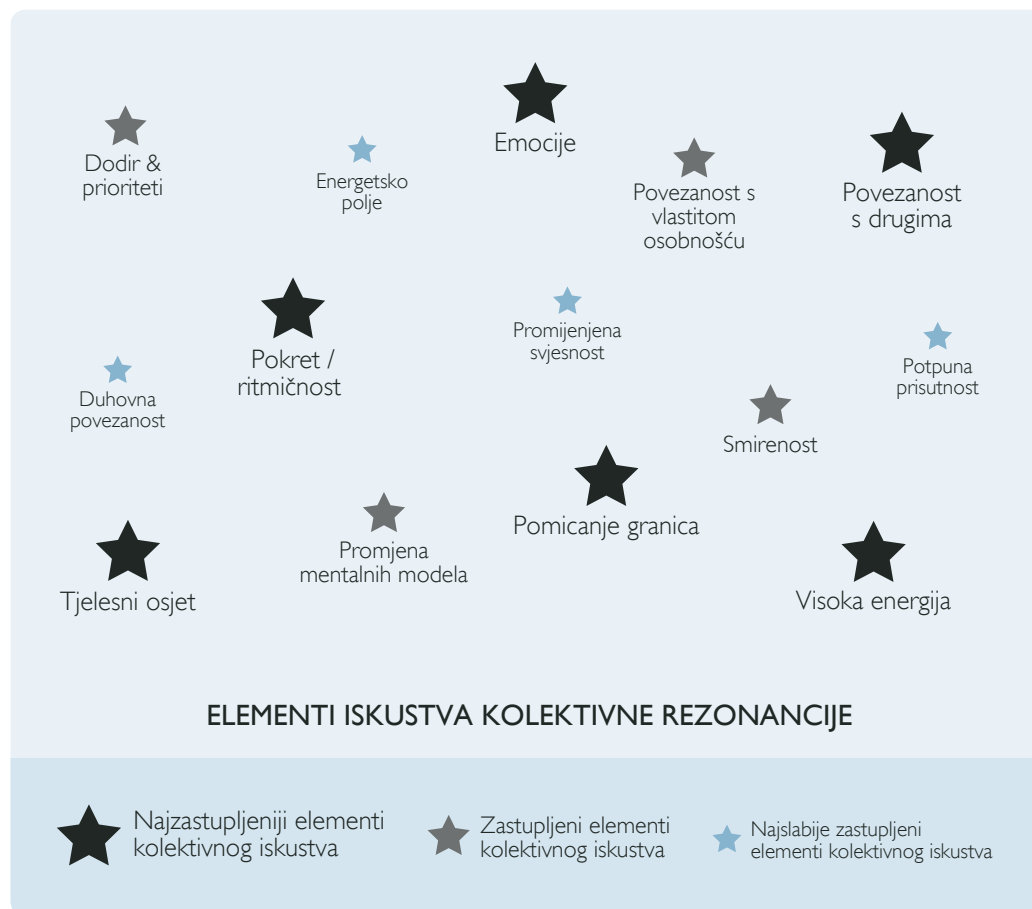 Emocije
Dodir &
prioriteti
Energetsko
polje
Povezanost s
vlastitom
osobnošću
Povezanost
s drugima
Pokret /
ritmičnost
Promijenjena
svjesnost
Potpuna
prisutnost
Duhovna
povezanost
Smirenost
Pomicanje granica
Promjena
mentalnih modela
Tjelesni osjet
Visoka energija
ELEMENTI ISKUSTVA KOLEKTIVNE REZONANCIJE
Najzastupljeniji elementi
kolektivnog iskustva
Zastupljeni elementi
kolektivnog iskustva
Najslabije zastupljeni
elementi kolektivnog iskustva